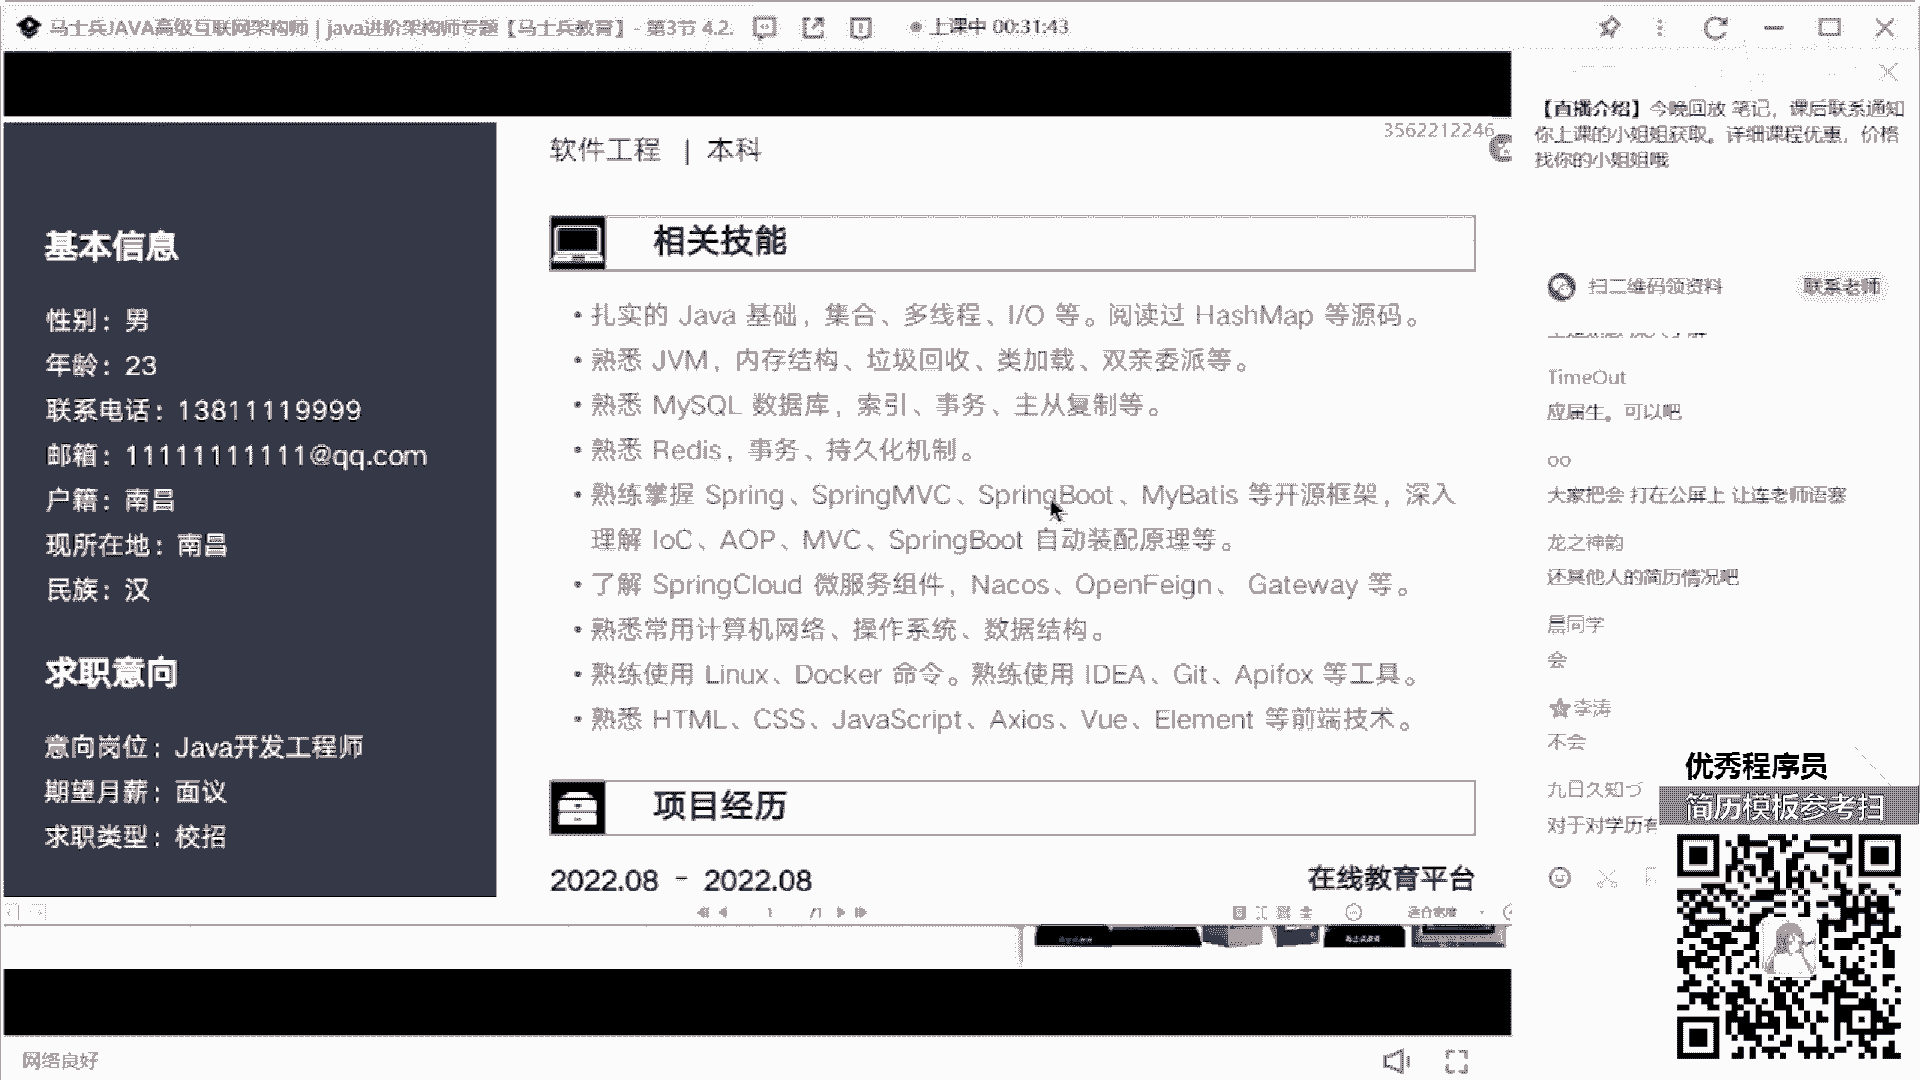 马士兵JAVA高级互联网架构师 | java进阶架构师专题【马士兵教育】- 第3节 4.2.
上课中 00:31:43
软件工程 | 本科
3562212246
基本信息
性别：男
年龄：23
联系电话：13811119999
邮箱：11111111111@qq.com
户籍：南昌
现所在地：南昌
民族：汉
求职意向
意向岗位：Java开发工程师
期望月薪：面议
求职类型：校招
相关技能
• 扎实的 Java 基础，集合、多线程、I/O 等。阅读过 HashMap 等源码。
• 熟悉 JVM，内存结构、垃圾回收、类加载、双亲委派等。
• 熟悉 MySQL 数据库，索引、事务、主从复制等。
• 熟悉 Redis，事务、持久化机制。
• 熟练掌握 Spring、SpringMVC、SpringBoot、MyBatis 等开源框架，深入
理解 IoC、AOP、MVC、SpringBoot 自动装配原理等。
• 了解 SpringCloud 微服务组件，Nacos、OpenFeign、 Gateway 等。
• 熟悉常用计算机网络、操作系统、数据结构。
• 熟练使用 Linux、Docker 命令。熟练使用 IDEA、Git、Apifox 等工具。
• 熟悉 HTML、CSS、JavaScript、Axios、Vue、Element 等前端技术。
项目经历
2022.08 - 2022.08
在线教育平台
1 /1
适合宽度
网络良好
【直播介绍】今晚回放 笔记，课后联系通知
你上课的小姐姐获取。详细课程优惠，价格
找你的小姐姐哦
扫二维码领资料
联系老师
TimeOut
应届生。可以吧
oo
大家把会 打在公屏上 让连老师语塞
龙之神韵
还其他人的简历情况吧
晨同学
会
李涛
不会
九日久知づ
对于对学历有
优秀程序员
简历模板参考扫